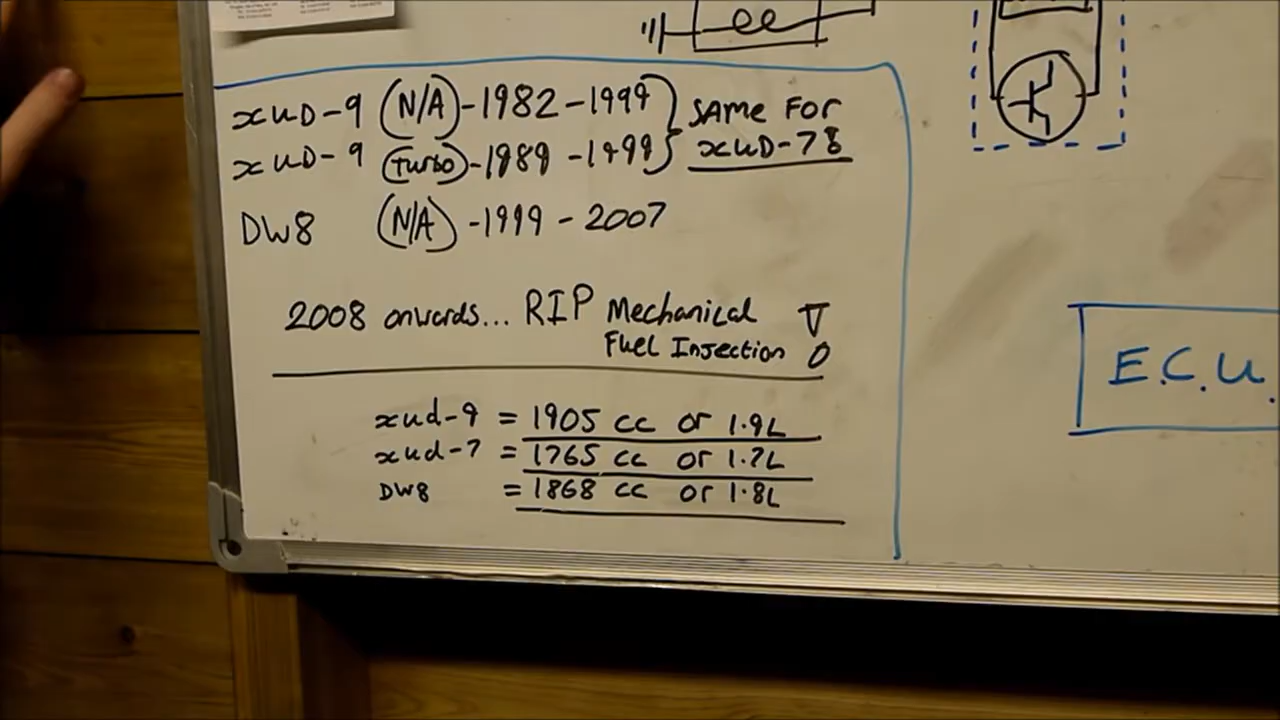 xuD-9 (N/A) -1982 -1999
xuD-9 (Turbo) -1989 -1999
SAME FOR
xuD-78
DW8 (N/A) -1999 - 2007
2008 onwards... RIP Mechanical
Fuel Injection
E.C.U.
xud-9 = 1905 cc or 1.9L
xud-7 = 1765 cc or 1.7L
DW8 = 1868 cc or 1.8L